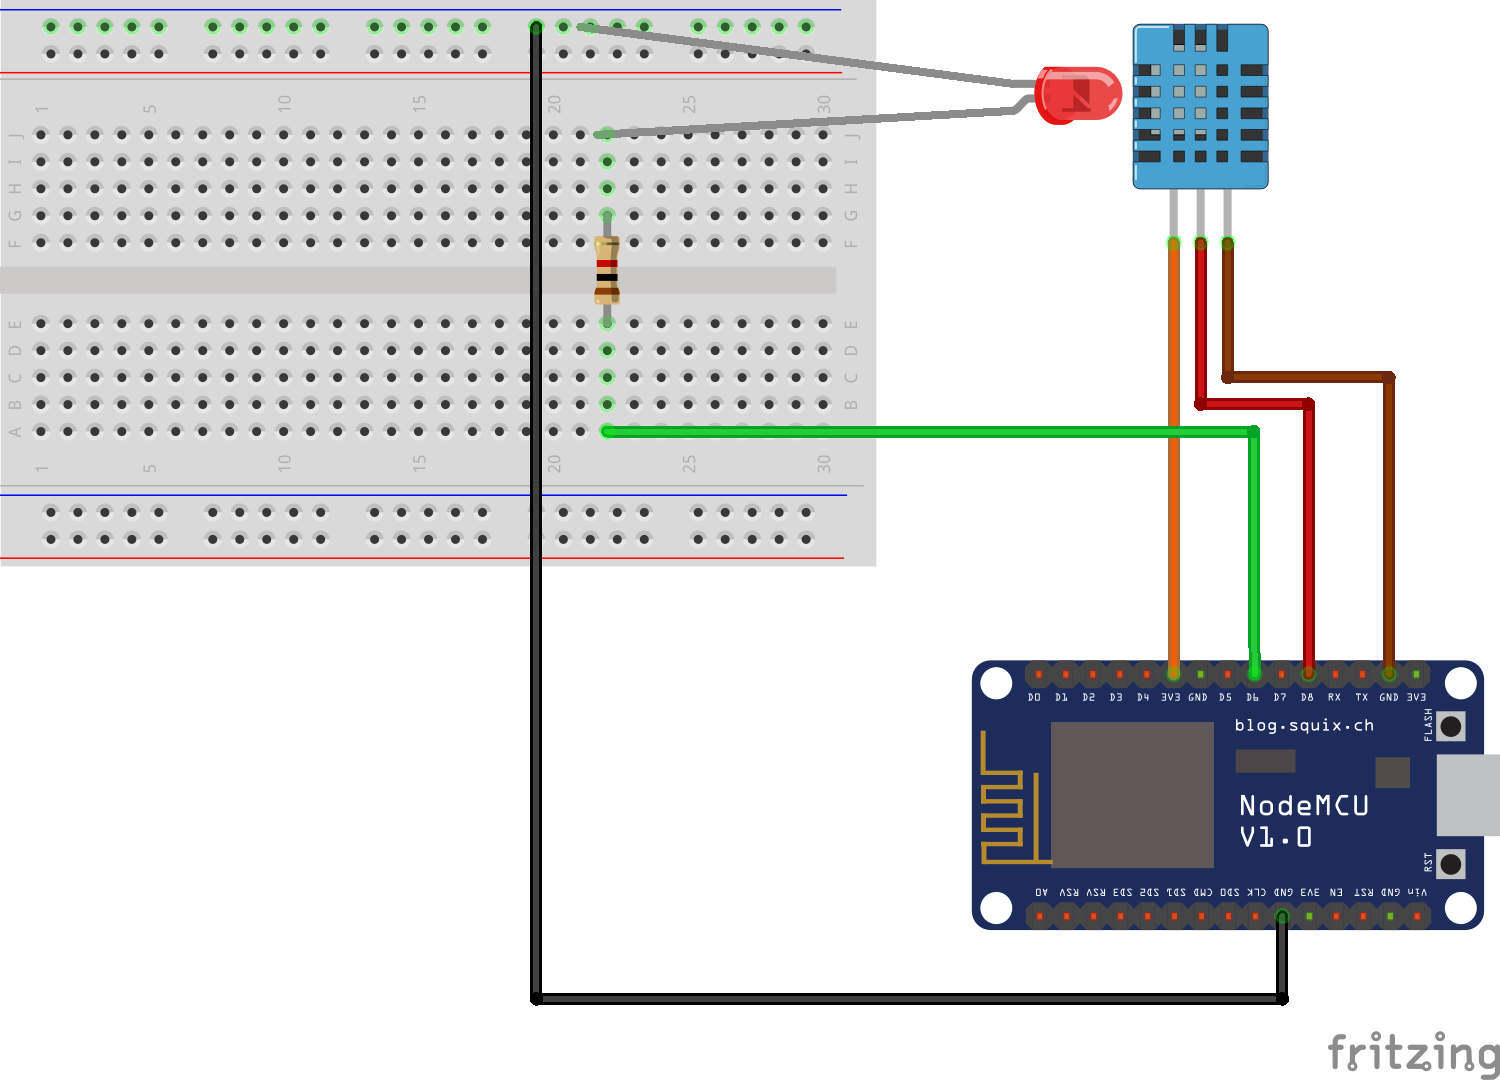 1 5 10 15 20 25 30
J J
I I
H H
G G
F F
E E
D D
C C
B B
A A
1 5 10 15 20 25 30
D0 D1 D2 D3 D4 3V3 GND D5 D6 D7 D8 RX TX GND 3V3
blog.squix.ch
FLASH
NodeMCU
V1.0
RST
A0 RSV RSV SD3 SD2 SD1 CMD SD0 CLK GND 3V3 EN RST GND Vin
fritzing